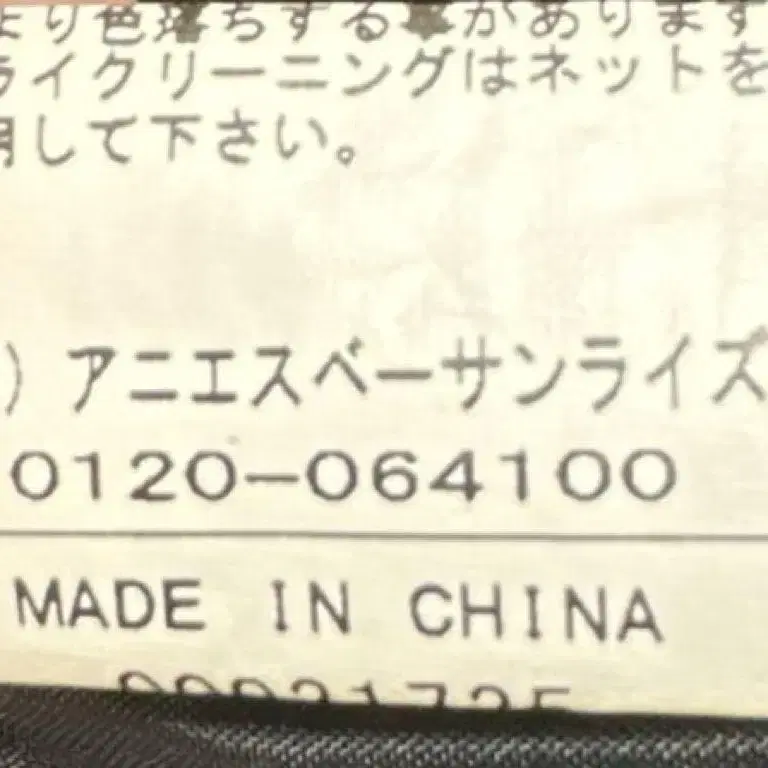 より色落ちする事があります
ライクリーニングはネットを
用して下さい。
）アニエスベーサンライズ
0120-064100
MADE IN CHINA